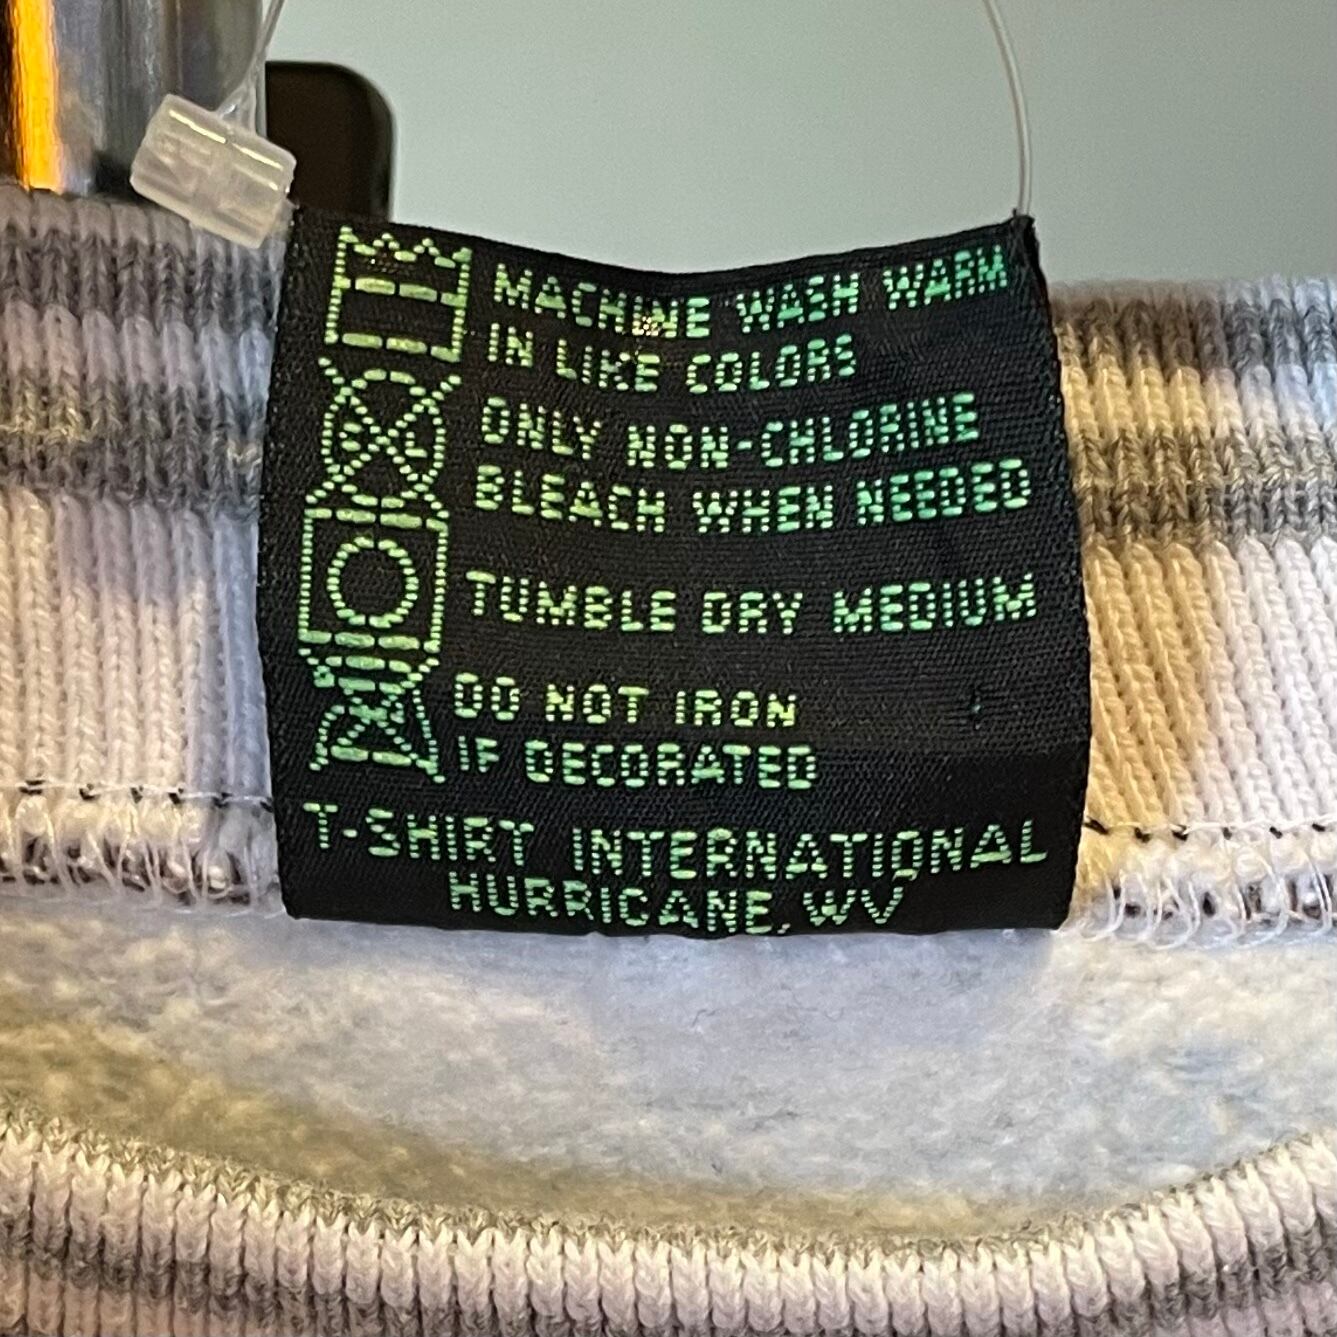 MACHINE WASH WARM
IN LIKE COLORS
ONLY NON-CHLORINE
BLEACH WHEN NEEDED
TUMBLE DRY MEDIUM
DO NOT IRON
IF DECORATED
T-SHIRT INTERNATIONAL
HURRICANE, WV